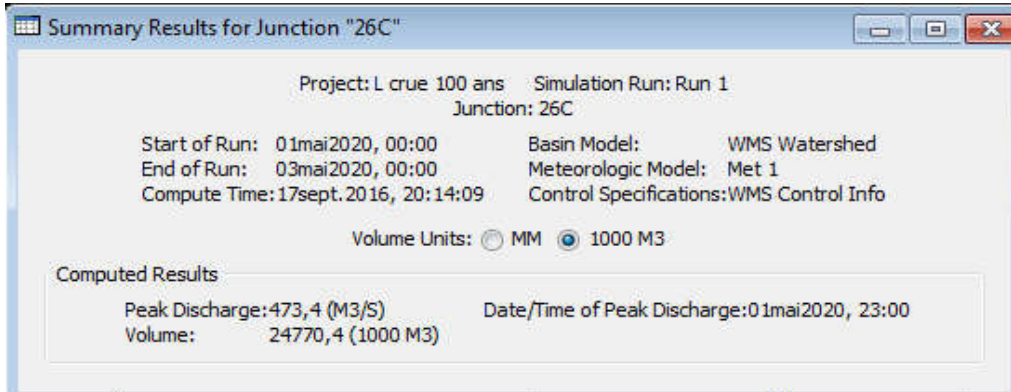 Summary Results for Junction "26C"
Project: L crue 100 ans Simulation Run: Run 1
Junction: 26C
Start of Run: 01mai2020, 00:00 Basin Model: WMS Watershed
End of Run: 03mai2020, 00:00 Meteorologic Model: Met 1
Compute Time:17sept.2016, 20:14:09 Control Specifications:WMS Control Info
Volume Units: MM 1000 M3
Computed Results
Peak Discharge:473,4 (M3/S) Date/Time of Peak Discharge:01mai2020, 23:00
Volume: 24770,4 (1000 M3)